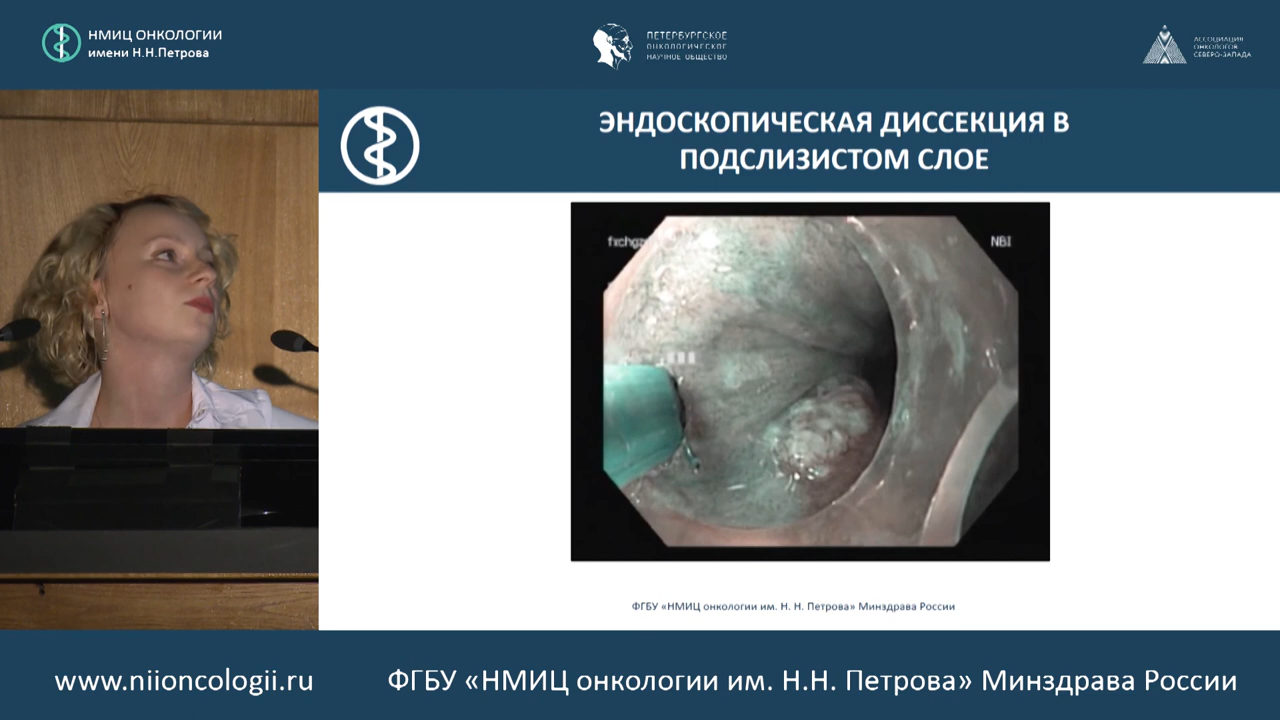 НМИЦ ОНКОЛОГИИ
имени Н.Н.Петрова
ПЕТЕРБУРГСКОЕ
ОНКОЛОГИЧЕСКОЕ
НАУЧНОЕ ОБЩЕСТВО
АССОЦИАЦИЯ
ОНКОЛОГОВ
СЕВЕРО-ЗАПАДА
ЭНДОСКОПИЧЕСКАЯ ДИССЕКЦИЯ В
ПОДСЛИЗИСТОМ СЛОЕ
NBI
ФГБУ «НМИЦ онкологии им. Н. Н. Петрова» Минздрава России
www.niioncologii.ru
ФГБУ «НМИЦ онкологии им. Н.Н. Петрова» Минздрава России